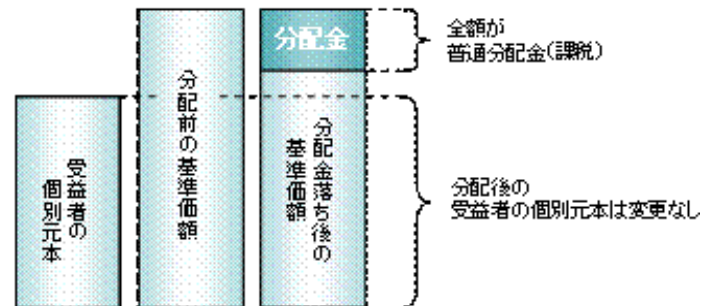 分配金
全額が
普通分配金(課税)
受益者の
個別元本
分配前の基準価額
分配金落ち後の
基準価額
分配後の
受益者の個別元本は変更なし